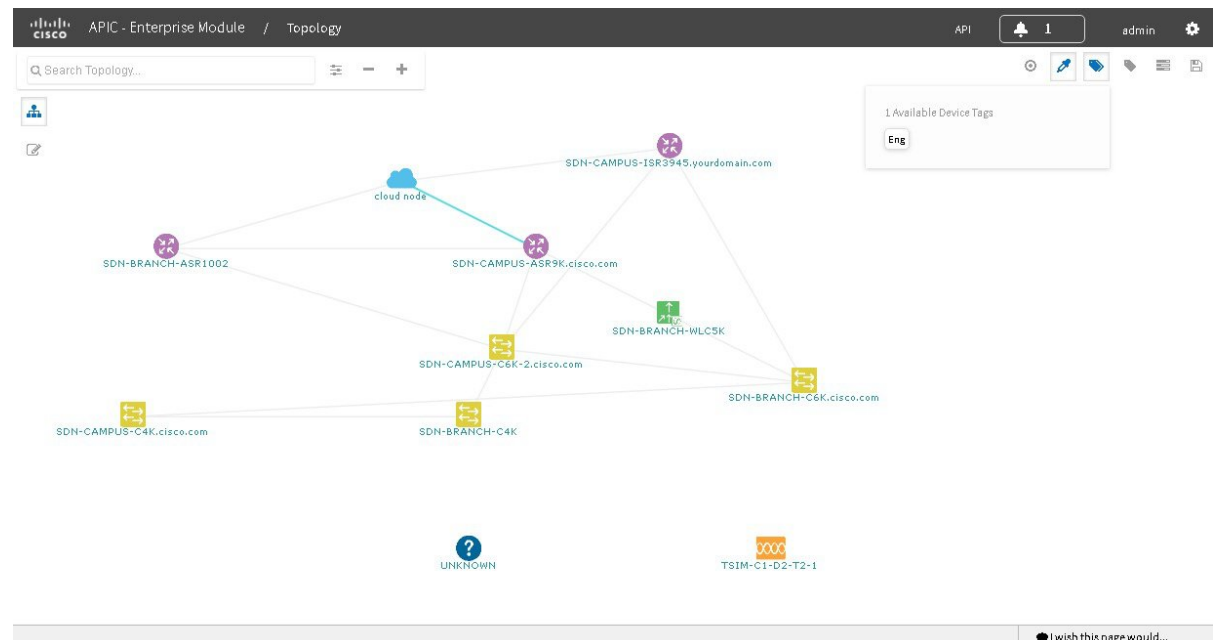 cisco APIC - Enterprise Module / Topology API 1 admin
Search Topology...
1 Available Device Tags
Eng
SDN-CAMPUS-ISR3945.yourdomain.com
cloud node
SDN-BRANCH-ASR1002
SDN-CAMPUS-ASR9K.cisco.com
SDN-BRANCH-WLC5K
SDN-CAMPUS-C6K-2.cisco.com
SDN-BRANCH-C6K.cisco.com
SDN-CAMPUS-C4K.cisco.com
SDN-BRANCH-C4K
UNKNOWN
TSIM-C1-D2-T2-1
I wish this page would...